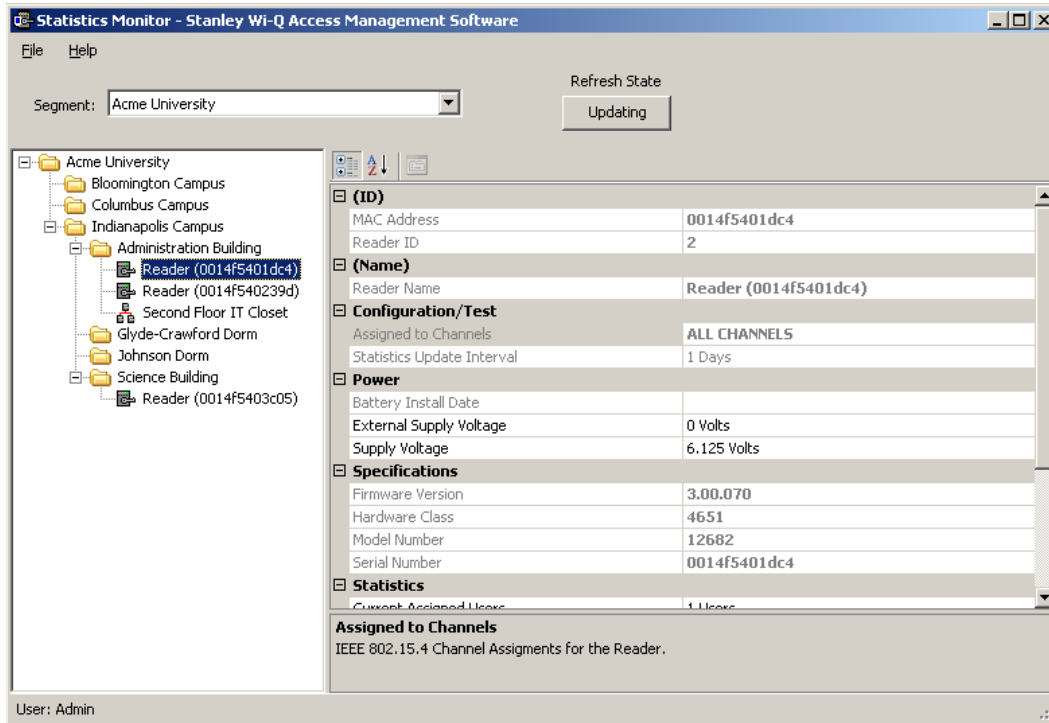 Statistics Monitor - Stanley Wi-Q Access Management Software
File Help
Refresh State
Segment: Acme University
Updating
Acme University
Bloomington Campus
Columbus Campus
Indianapolis Campus
Administration Building
Reader (0014f5401dc4)
Reader (0014f540239d)
Second Floor IT Closet
Glyde-Crawford Dorm
Johnson Dorm
Science Building
Reader (0014f5403c05)
(ID)
MAC Address 0014f5401dc4
Reader ID 2
(Name)
Reader Name Reader (0014f5401dc4)
Configuration/Test
Assigned to Channels ALL CHANNELS
Statistics Update Interval 1 Days
Power
Battery Install Date
External Supply Voltage 0 Volts
Supply Voltage 6.125 Volts
Specifications
Firmware Version 3.00.070
Hardware Class 4651
Model Number 12682
Serial Number 0014f5401dc4
Statistics
Current Assigned Users 1 Users
Assigned to Channels
IEEE 802.15.4 Channel Assigments for the Reader.
User: Admin